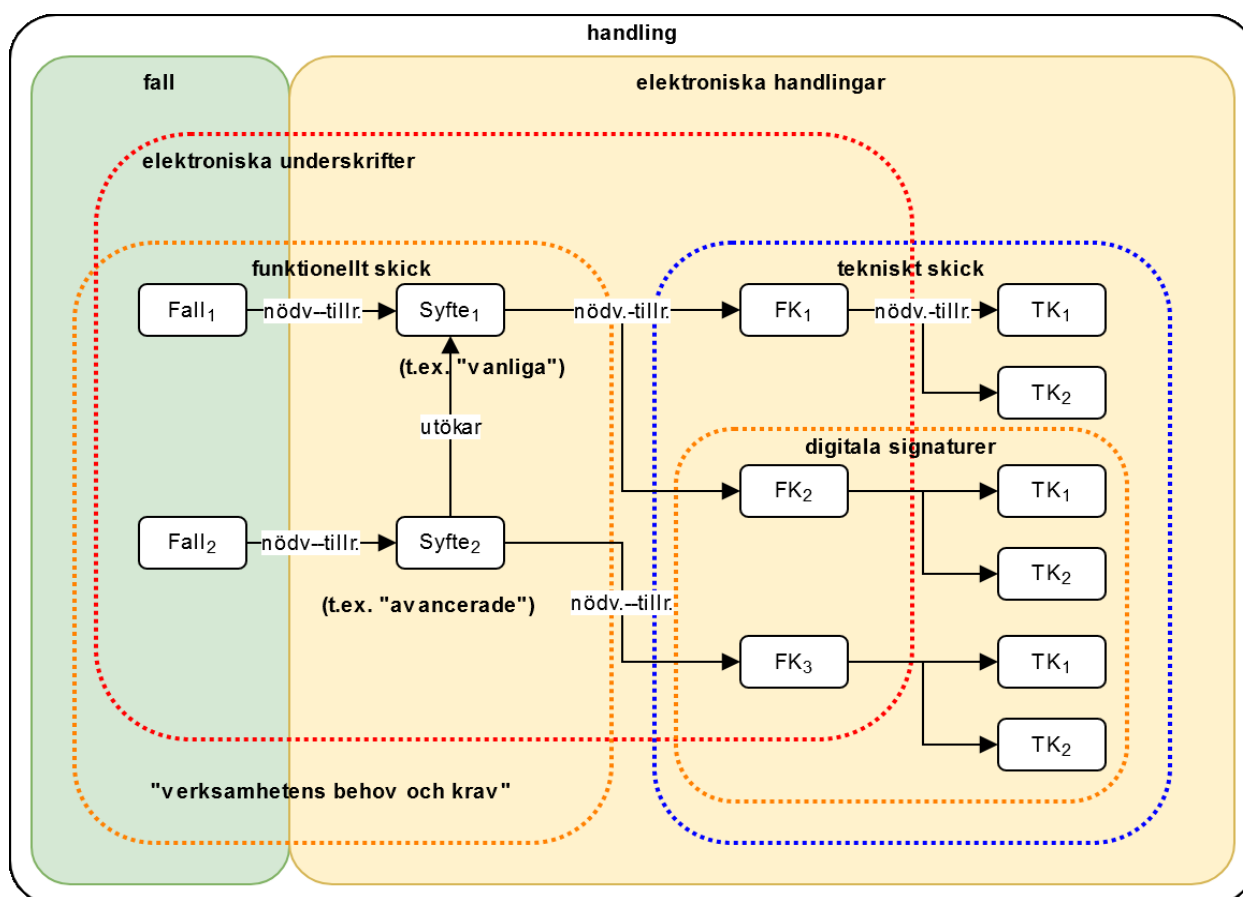 handling
fall
elektroniska handlingar
elektroniska underskrifter
funktionellt skick
tekniskt skick
Fall₁
nödv--tillr.
Syfte₁
nödv.-tillr.
FK₁
nödv.-tillr.
TK₁
(t.ex. "vanliga")
TK₂
utökar
digitala signaturer
FK₂
TK₁
Fall₂
nödv--tillr.
Syfte₂
TK₂
(t.ex. "avancerade")
nödv.--tillr.
FK₃
TK₁
TK₂
"verksamhetens behov och krav"